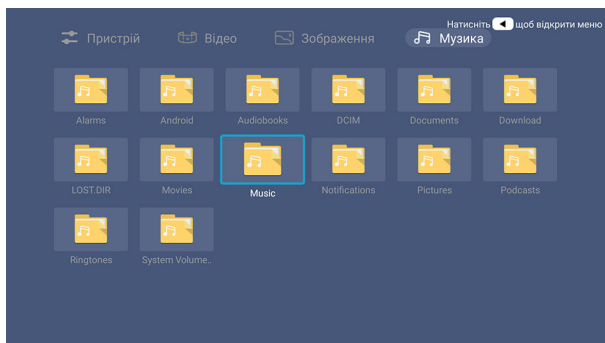 Натисніть ◀ щоб відкрити меню
Пристрій Відео Зображення Музика
Alarms Android Audiobooks DCIM Documents Download
LOST.DIR Movies Music Notifications Pictures Podcasts
Ringtones System Volume..